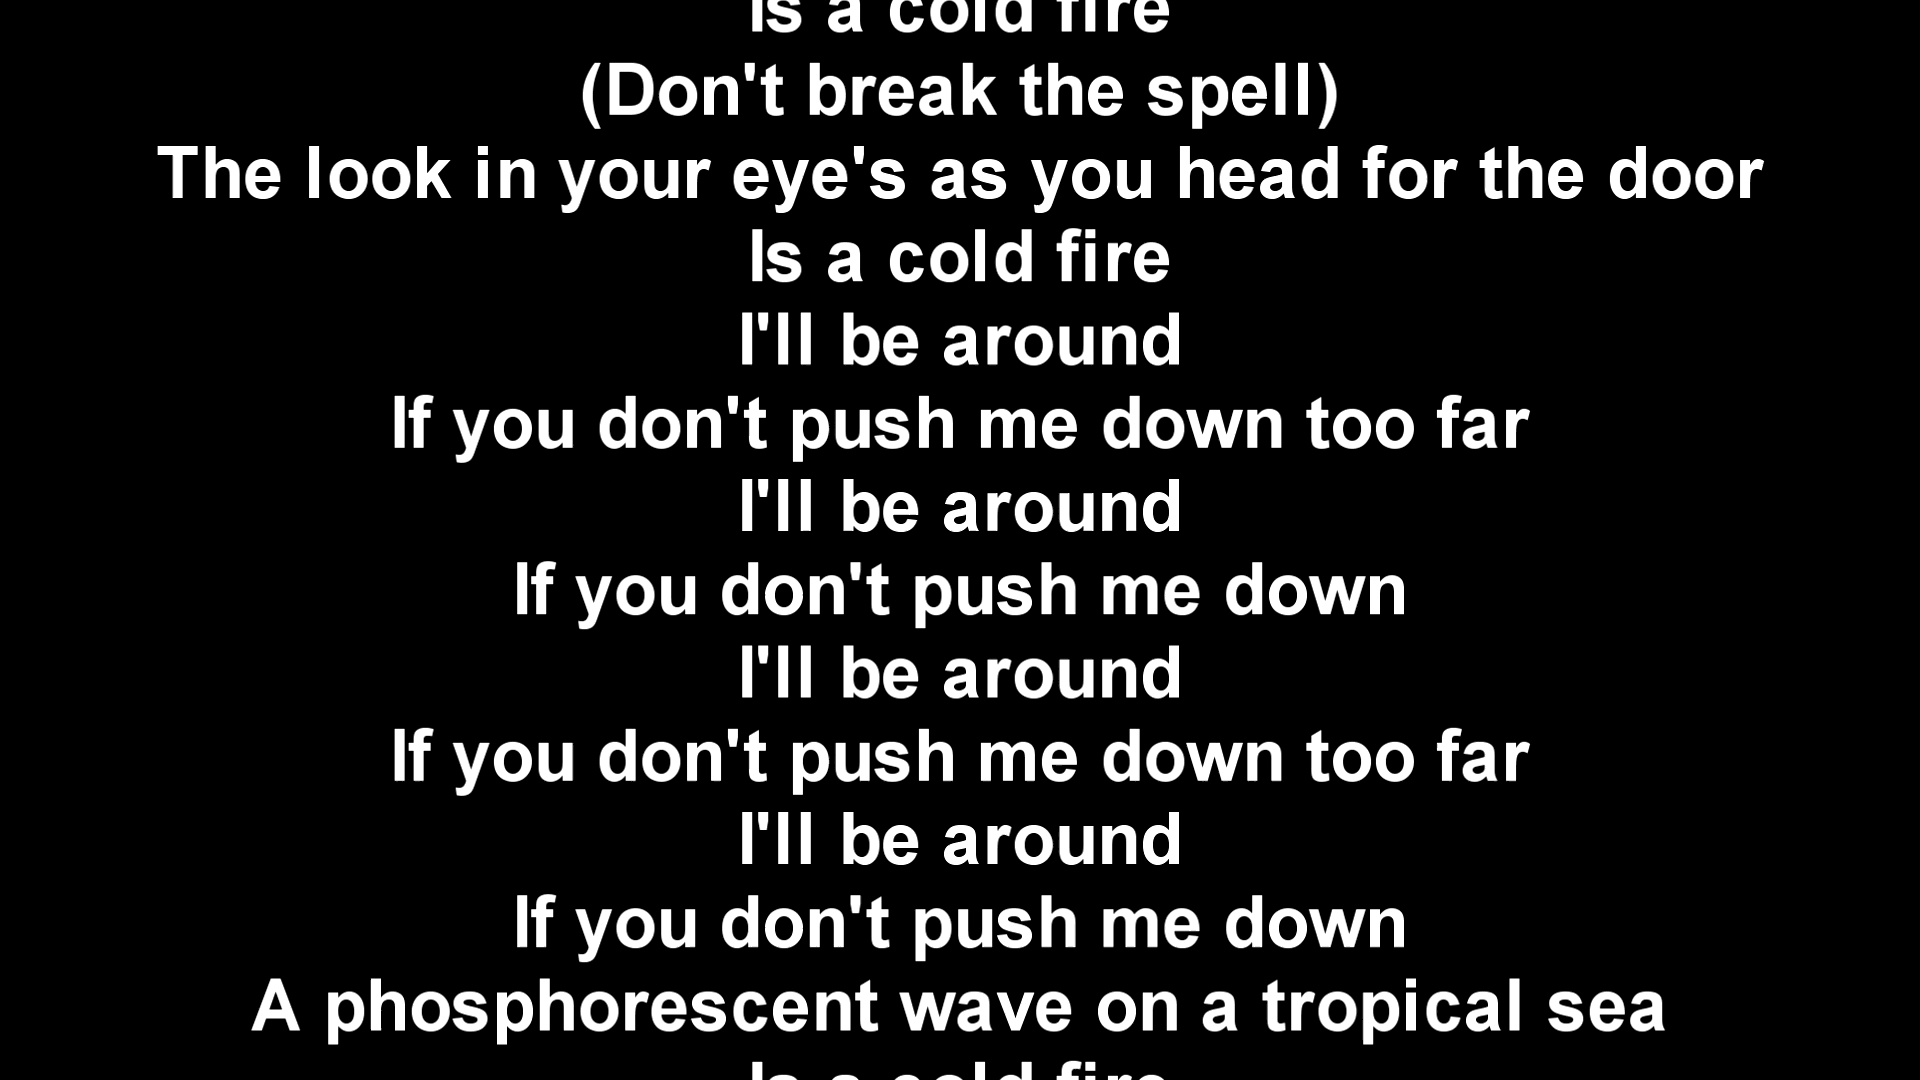 Is a cold fire
(Don't break the spell)
The look in your eye's as you head for the door
Is a cold fire
I'll be around
If you don't push me down too far
I'll be around
If you don't push me down
I'll be around
If you don't push me down too far
I'll be around
If you don't push me down
A phosphorescent wave on a tropical sea
Is a cold fire